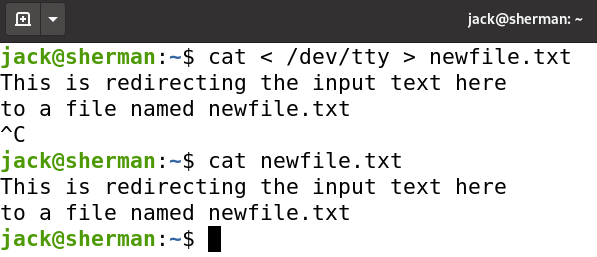 jack@sherman: ~
jack@sherman:~$ cat < /dev/tty > newfile.txt
This is redirecting the input text here
to a file named newfile.txt
^C
jack@sherman:~$ cat newfile.txt
This is redirecting the input text here
to a file named newfile.txt
jack@sherman:~$